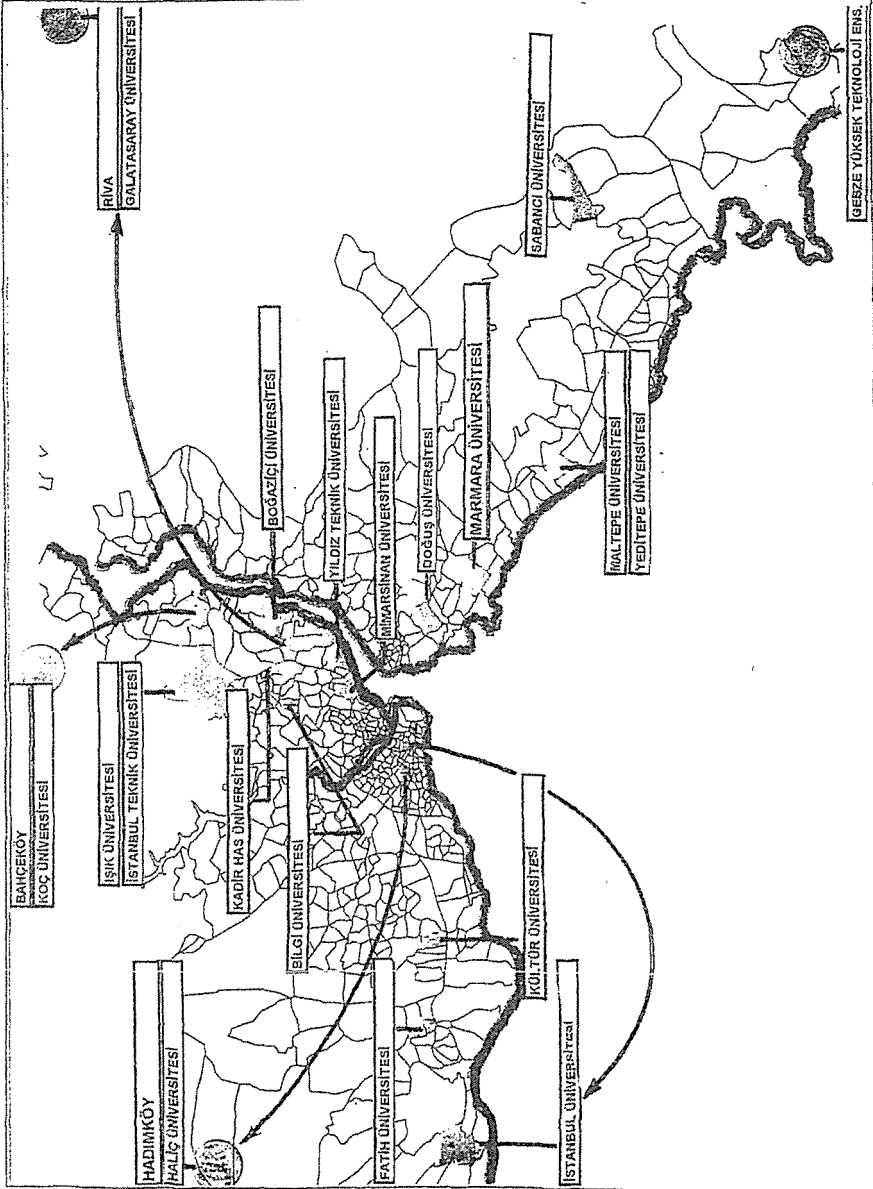 BAHÇEKÖY
KOÇ ÜNİVERSİTESİ
IŞIK ÜNİVERSİTESİ
İSTANBUL TEKNİK ÜNİVERSİTESİ
RİVA
GALATASARAY ÜNİVERSİTESİ
HADIMKÖY
HALİÇ ÜNİVERSİTESİ
KADİR HAS ÜNİVERSİTESİ
BOĞAZİÇİ ÜNİVERSİTESİ
BİLGİ ÜNİVERSİTESİ
YILDIZ TEKNİK ÜNİVERSİTESİ
FATİH ÜNİVERSİTESİ
MİMARSİNAN ÜNİVERSİTESİ
DOĞUŞ ÜNİVERSİTESİ
MARMARA ÜNİVERSİTESİ
SABANCI ÜNİVERSİTESİ
KÜLTÜR ÜNİVERSİTESİ
İSTANBUL ÜNİVERSİTESİ
MALTEPE ÜNİVERSİTESİ
YEDİTEPE ÜNİVERSİTESİ
GEBZE YÜKSEK TEKNOLOJİ ENS.